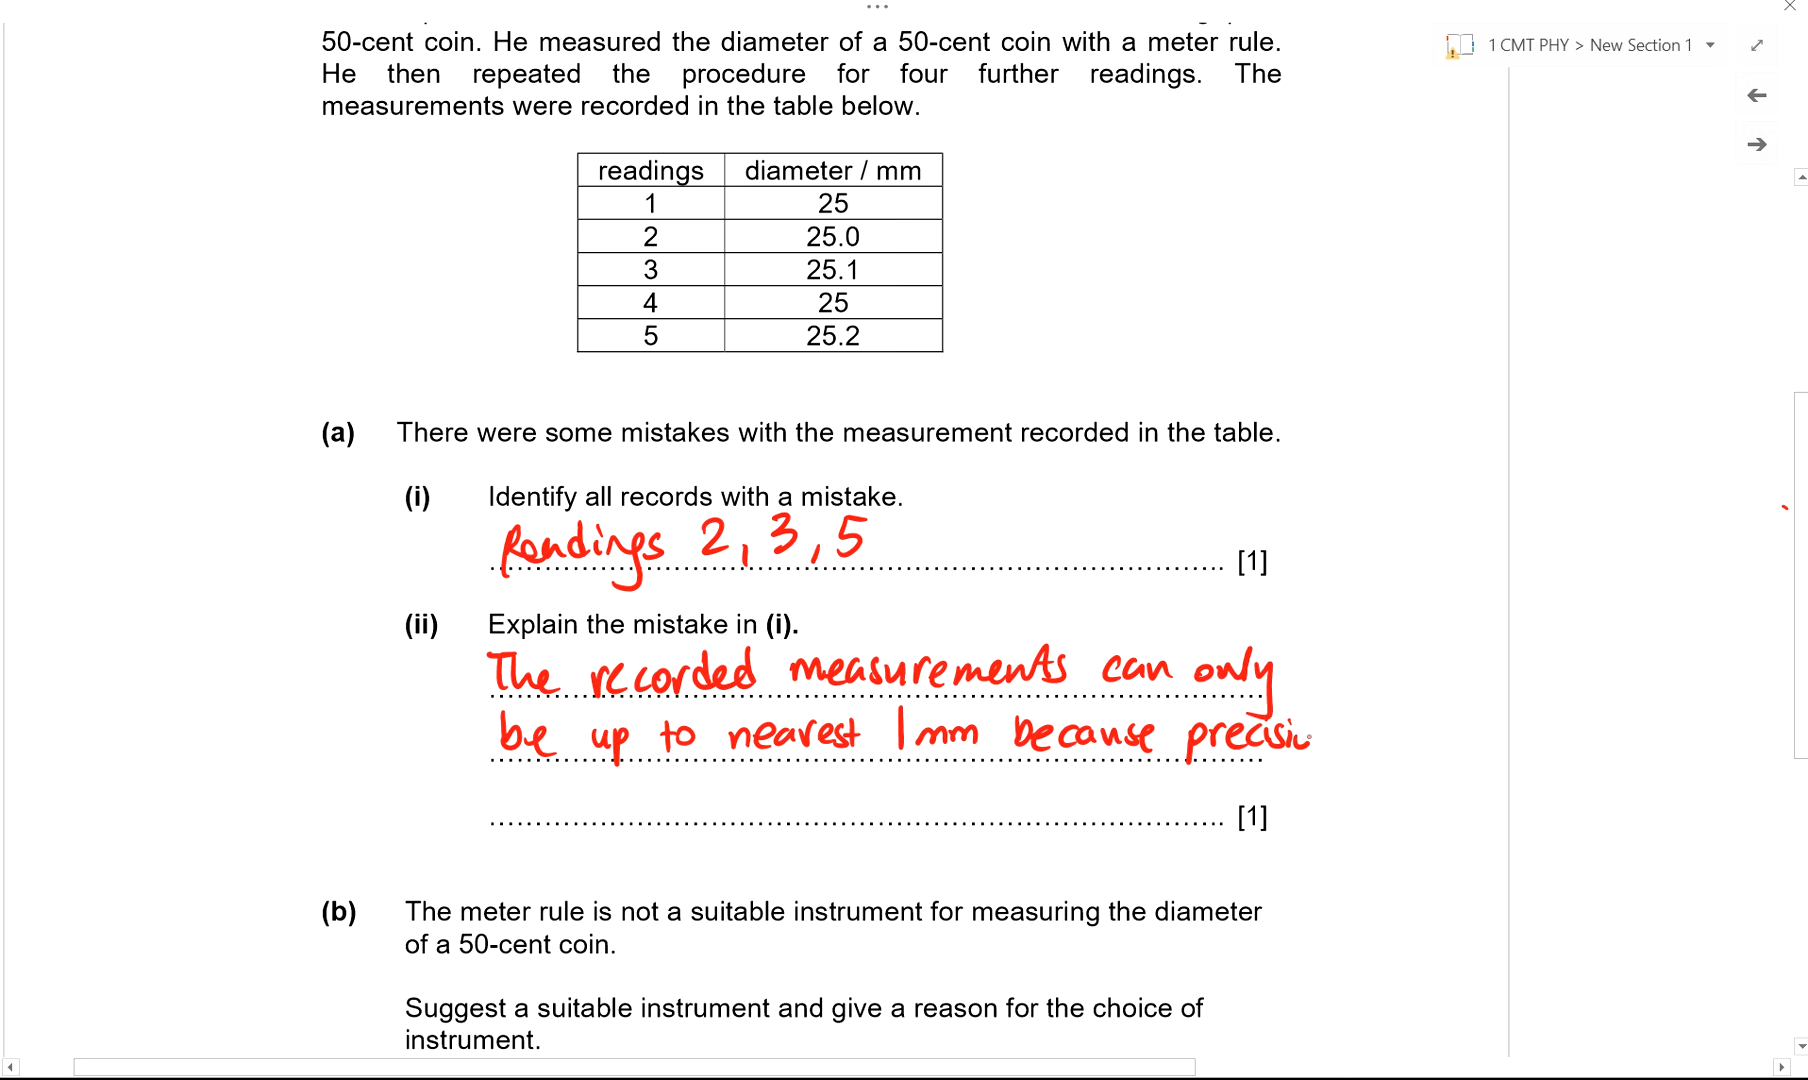 50-cent coin. He measured the diameter of a 50-cent coin with a meter rule.
1 CMT PHY > New Section 1
He then repeated the procedure for four further readings. The
measurements were recorded in the table below.
readings diameter / mm
1 25
2 25.0
3 25.1
4 25
5 25.2
(a) There were some mistakes with the measurement recorded in the table.
(i) Identify all records with a mistake.
Readings 2, 3, 5
[1]
(ii) Explain the mistake in (i).
The recorded measurements can only
be up to nearest 1mm because precisi
[1]
(b) The meter rule is not a suitable instrument for measuring the diameter
of a 50-cent coin.
Suggest a suitable instrument and give a reason for the choice of
instrument.